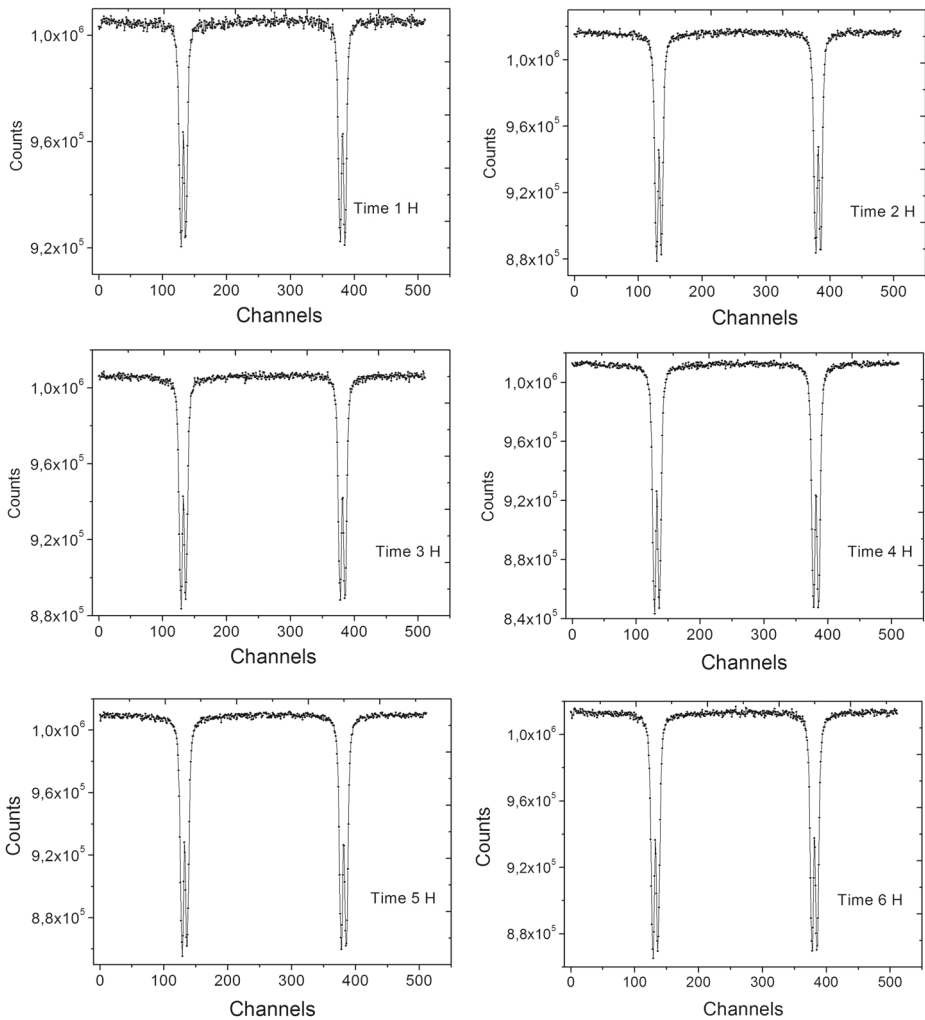 1,0x10⁶
9,6x10⁵
9,2x10⁵
Counts
Time 1 H
0 100 200 300 400 500
Channels
1,0x10⁶
9,6x10⁵
9,2x10⁵
8,8x10⁵
Counts
Time 2 H
0 100 200 300 400 500
Channels
1,0x10⁶
9,6x10⁵
9,2x10⁵
8,8x10⁵
Counts
Time 3 H
0 100 200 300 400 500
Channels
1,0x10⁶
9,6x10⁵
9,2x10⁵
8,8x10⁵
8,4x10⁵
Counts
Time 4 H
0 100 200 300 400 500
Channels
1,0x10⁶
9,6x10⁵
9,2x10⁵
8,8x10⁵
Counts
Time 5 H
0 100 200 300 400 500
Channels
1,0x10⁶
9,6x10⁵
9,2x10⁵
8,8x10⁵
Counts
Time 6 H
0 100 200 300 400 500
Channels